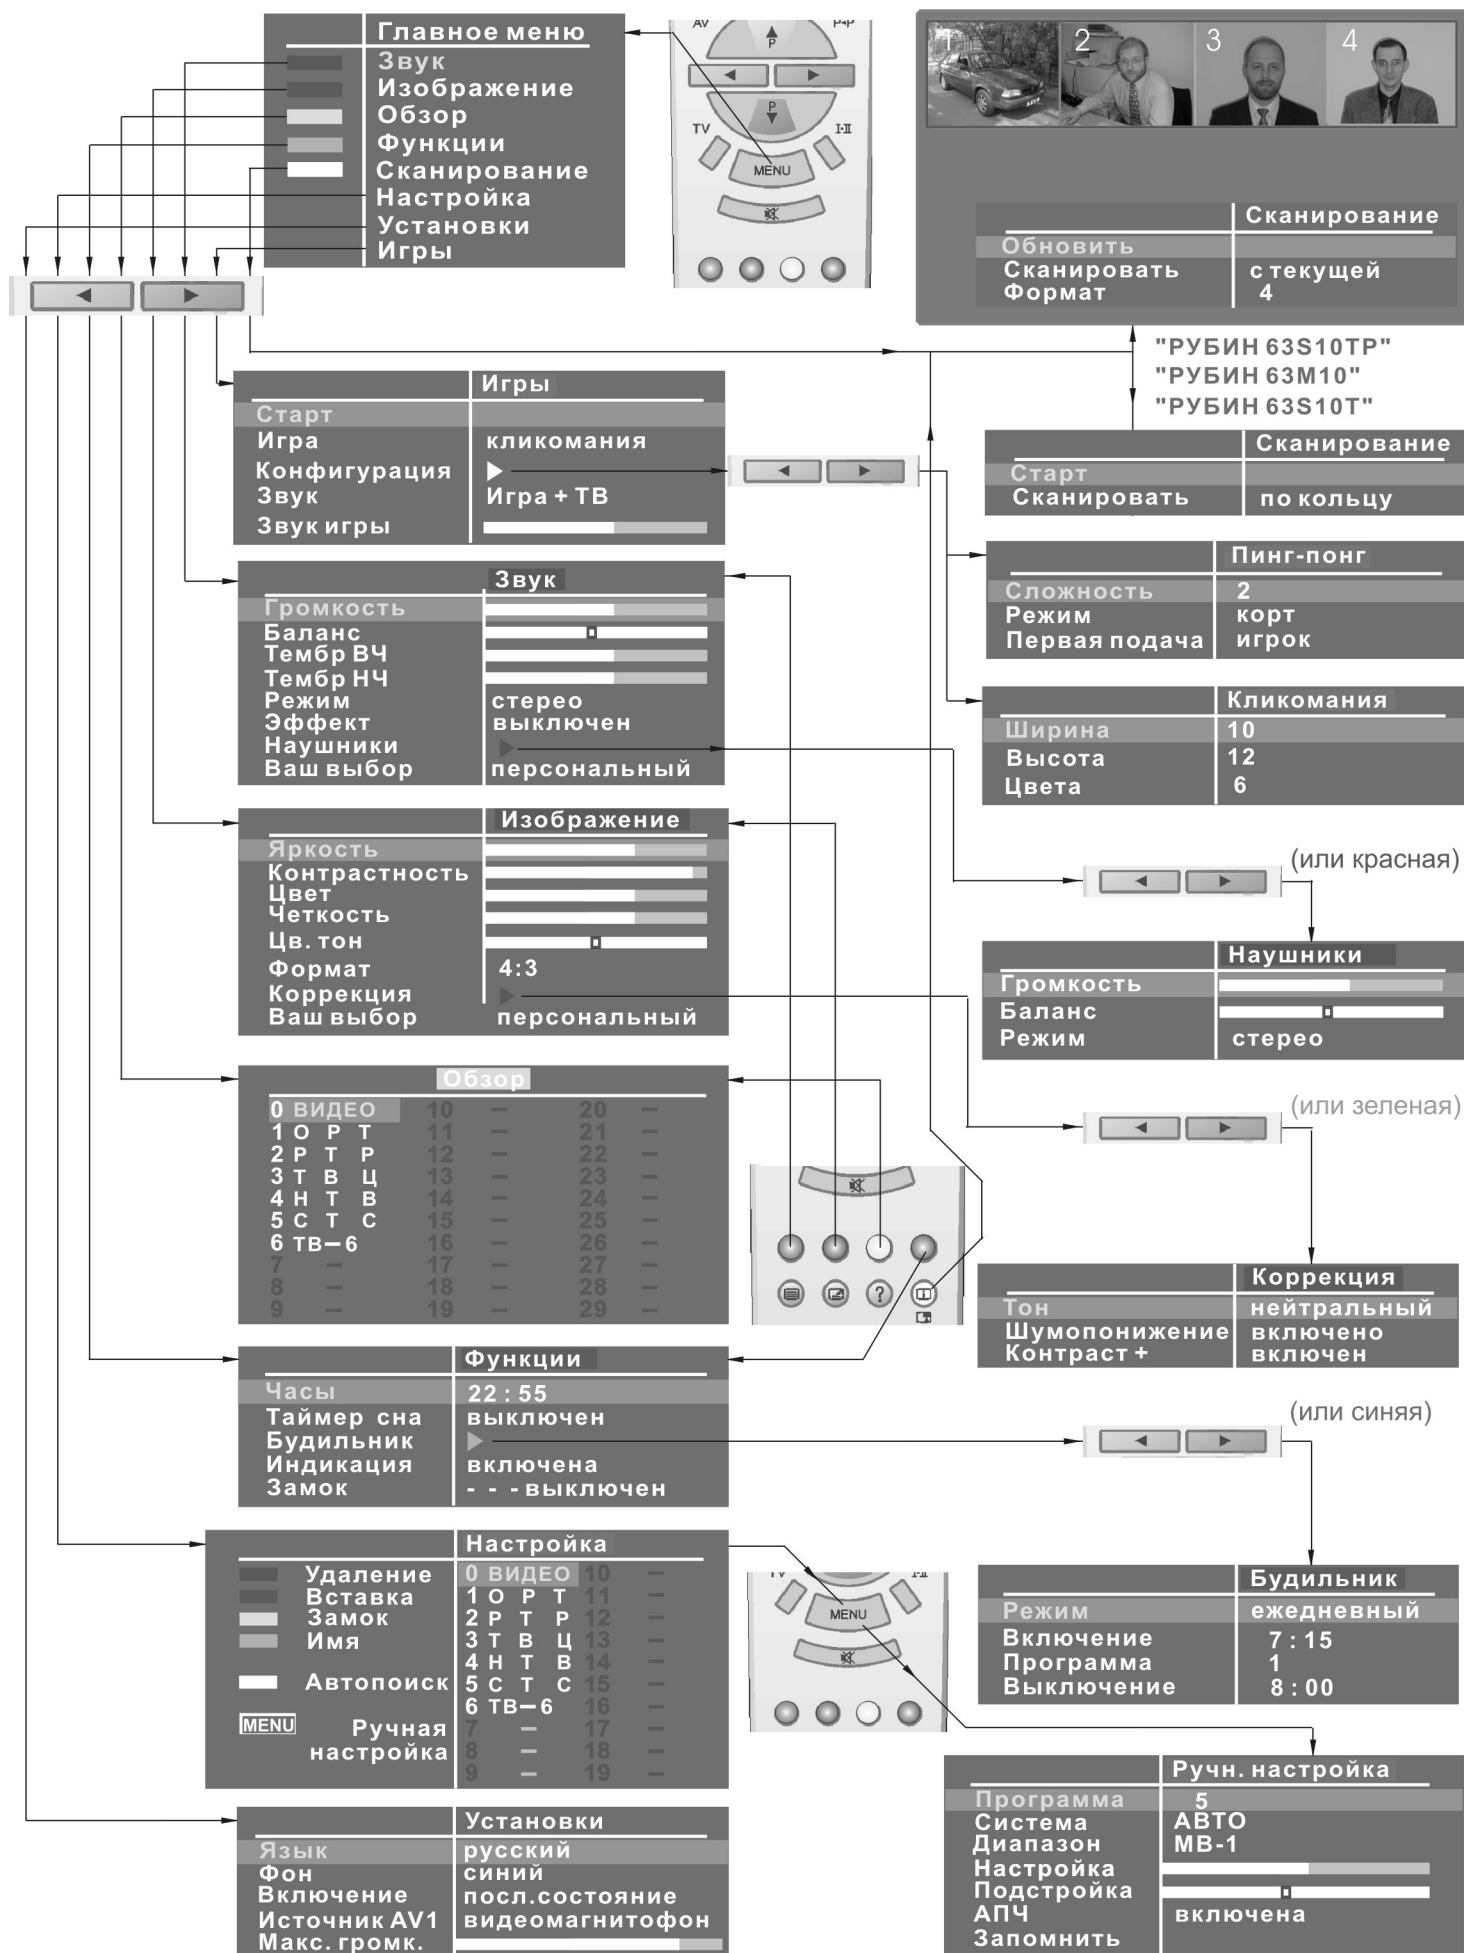 Главное меню
Звук
Изображение
Обзор
Функции
Сканирование
Настройка
Установки
Игры
AV
P
P
TV
I-II
MENU
1 2 3 4
Сканирование
Обновить
Сканировать с текущей
Формат 4
"РУБИН 63S10TP"
"РУБИН 63M10"
"РУБИН 63S10T"
Игры
Старт
Игра кликомания
Конфигурация
Звук Игра + ТВ
Звук игры
Сканирование
Старт
Сканировать по кольцу
Пинг-понг
Сложность 2
Режим корт
Первая подача игрок
Звук
Громкость
Баланс
Тембр ВЧ
Тембр НЧ
Режим стерео
Эффект выключен
Наушники
Ваш выбор персональный
Кликомания
Ширина 10
Высота 12
Цвета 6
Изображение
Яркость
Контрастность
Цвет
Четкость
Цв. тон
Формат 4:3
Коррекция
Ваш выбор персональный
(или красная)
Наушники
Громкость
Баланс
Режим стерео
Обзор
0 ВИДЕО 10 – 20 –
1 О Р Т 11 – 21 –
2 Р Т Р 12 – 22 –
3 Т В Ц 13 – 23 –
4 Н Т В 14 – 24 –
5 С Т С 15 – 25 –
6 ТВ–6 16 – 26 –
7 – 17 – 27 –
8 – 18 – 28 –
9 – 19 – 29 –
(или зеленая)
?
Коррекция
Тон нейтральный
Шумопонижение включено
Контраст + включен
Функции
Часы 22 : 55
Таймер сна выключен
Будильник
Индикация включена
Замок - - - выключен
(или синяя)
Будильник
Режим ежедневный
Включение 7 : 15
Программа 1
Выключение 8 : 00
Настройка
Удаление
Вставка
Замок
Имя
Автопоиск
MENU Ручная
настройка
0 ВИДЕО 10 –
1 О Р Т 11 –
2 Р Т Р 12 –
3 Т В Ц 13 –
4 Н Т В 14 –
5 С Т С 15 –
6 ТВ–6 16 –
7 – 17 –
8 – 18 –
9 – 19 –
MENU
Ручн. настройка
Программа 5
Система АВТО
Диапазон МВ-1
Настройка
Подстройка
АПЧ включена
Запомнить
Установки
Язык русский
Фон синий
Включение посл.состояние
Источник AV1 видеомагнитофон
Макс. громк.